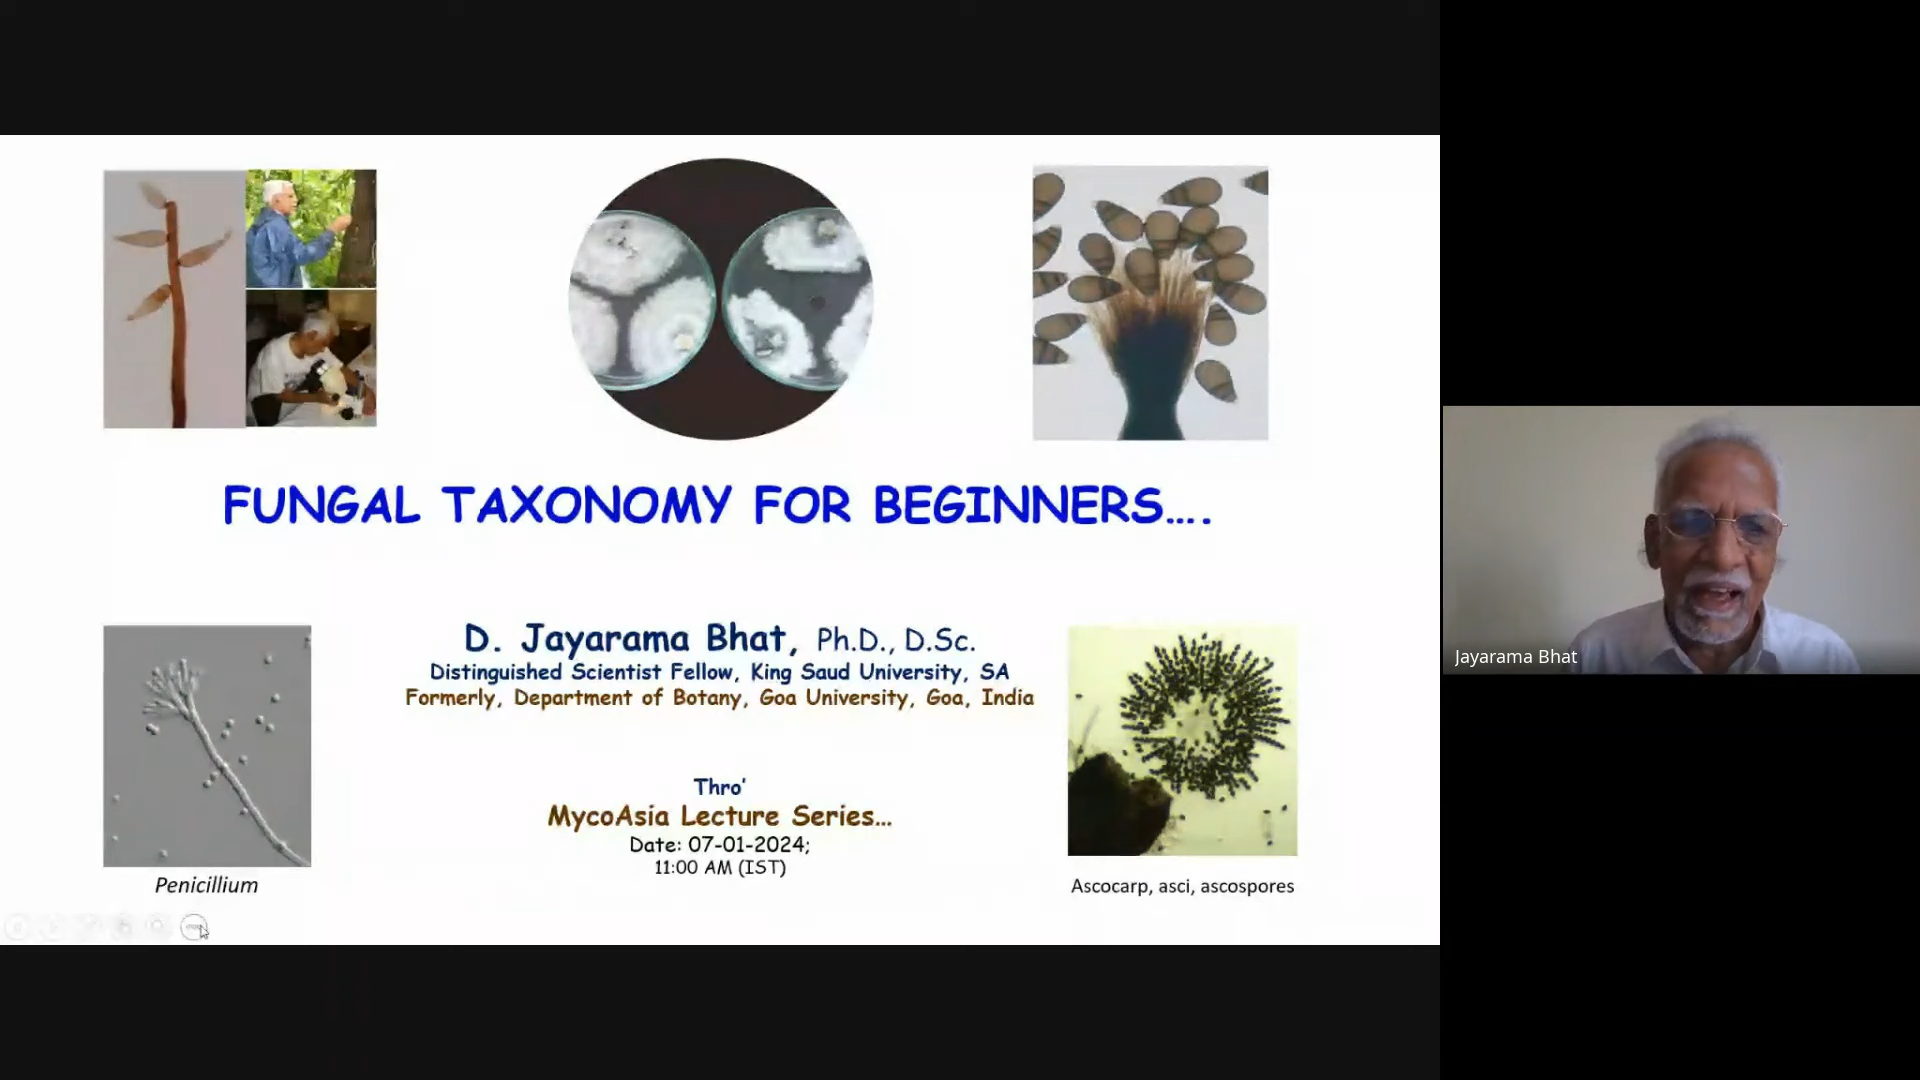 FUNGAL TAXONOMY FOR BEGINNERS....
D. Jayarama Bhat, Ph.D., D.Sc.
Distinguished Scientist Fellow, King Saud University, SA
Formerly, Department of Botany, Goa University, Goa, India
Thro'
MycoAsia Lecture Series...
Date: 07-01-2024;
11:00 AM (IST)
Penicillium
Ascocarp, asci, ascospores
Jayarama Bhat